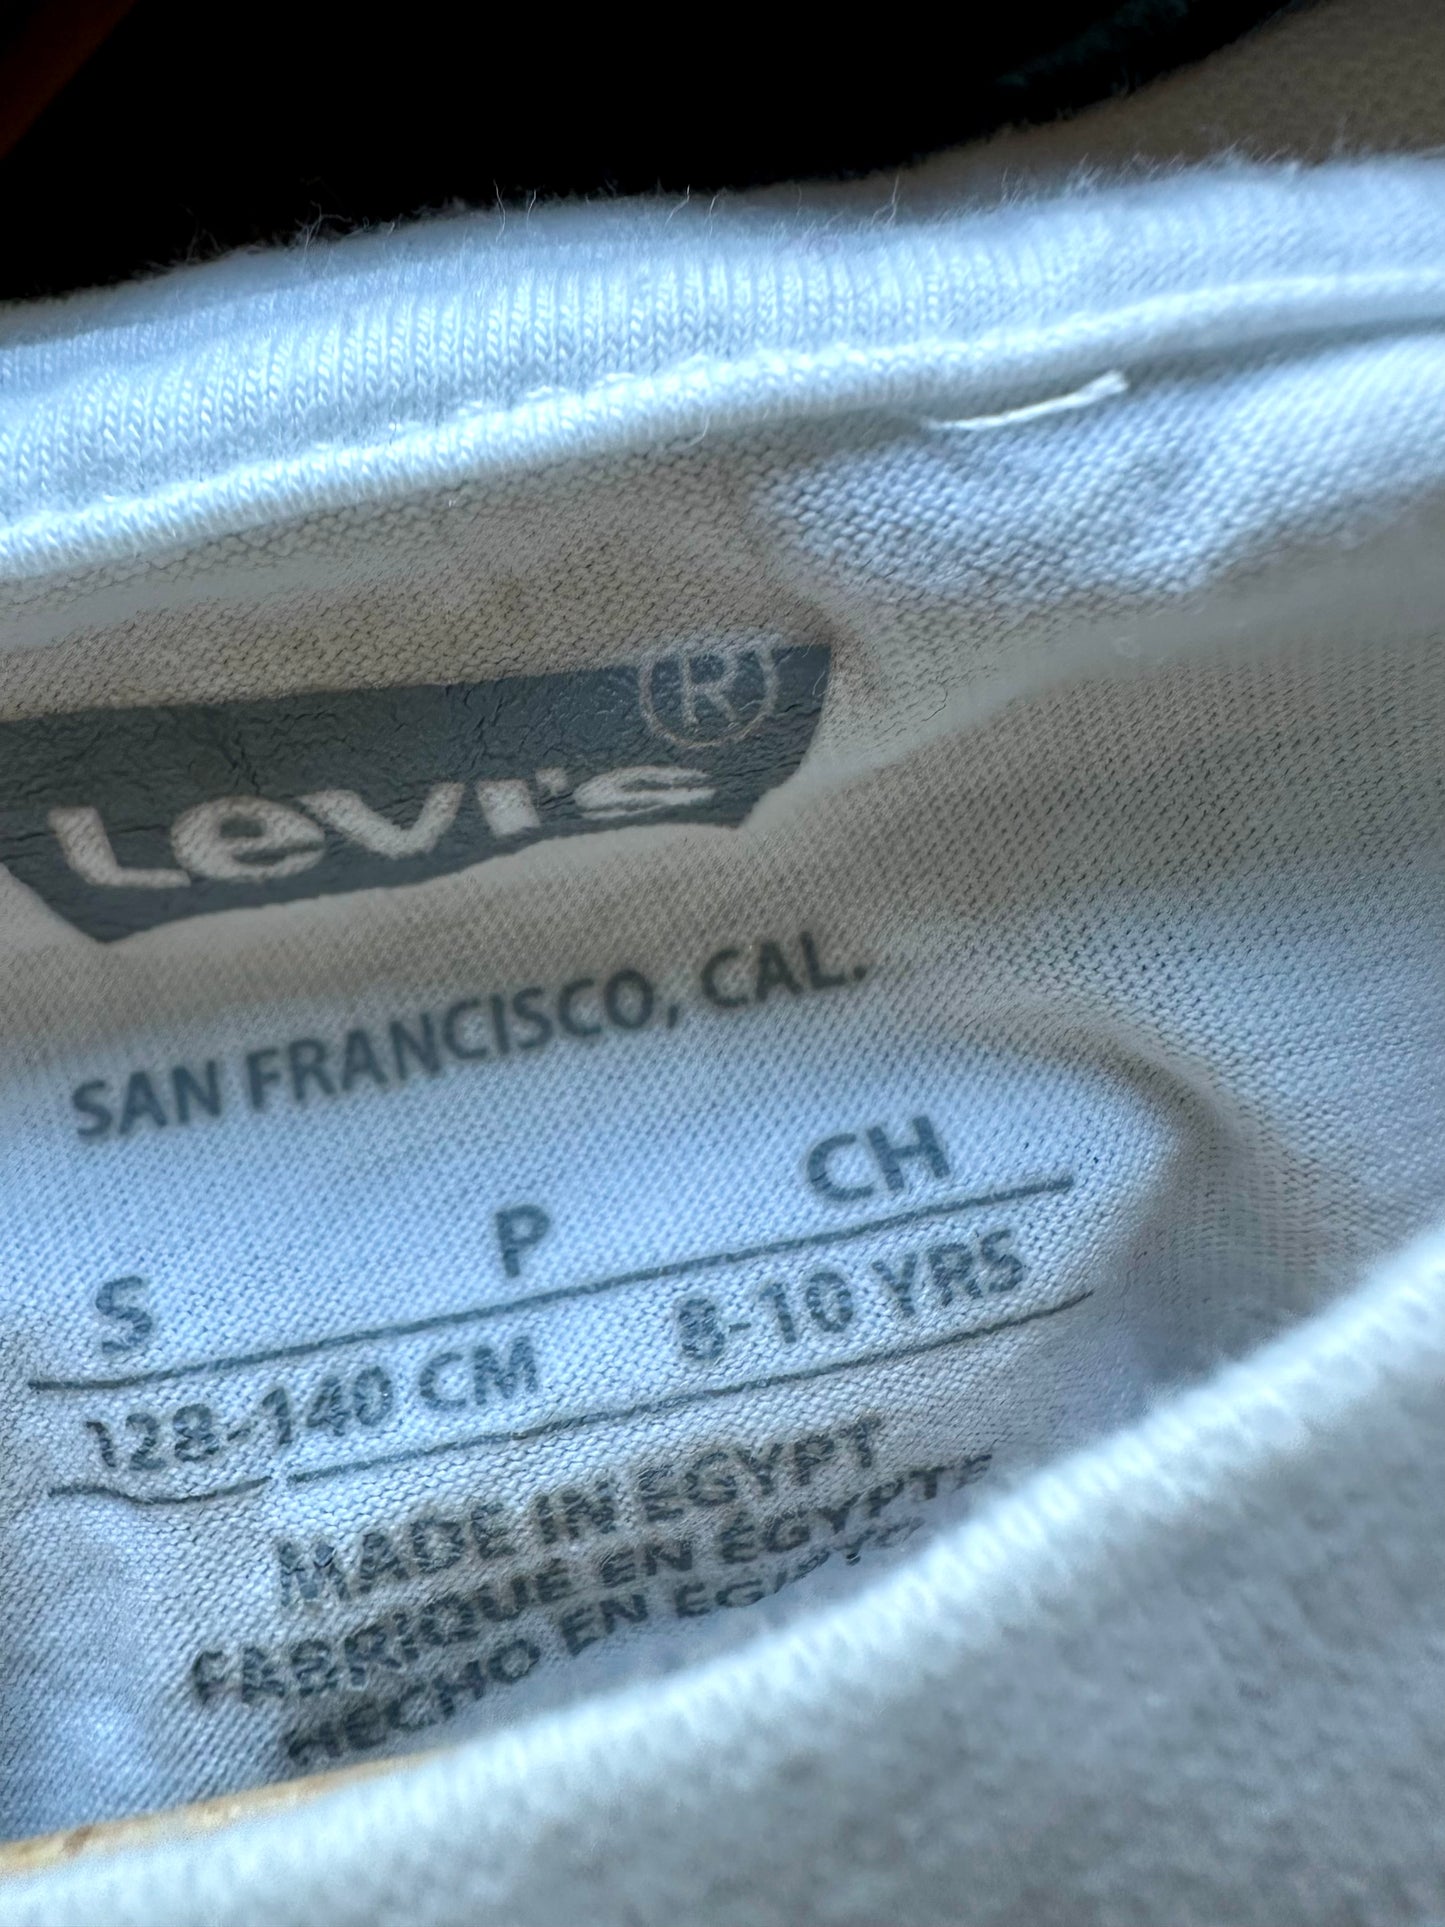 Levi's®
SAN FRANCISCO, CAL.
S P CH
128-140 CM 8-10 YRS
MADE IN EGYPT
FABRIQUÉ EN ÉGYPTE
HECHO EN EGIPTO